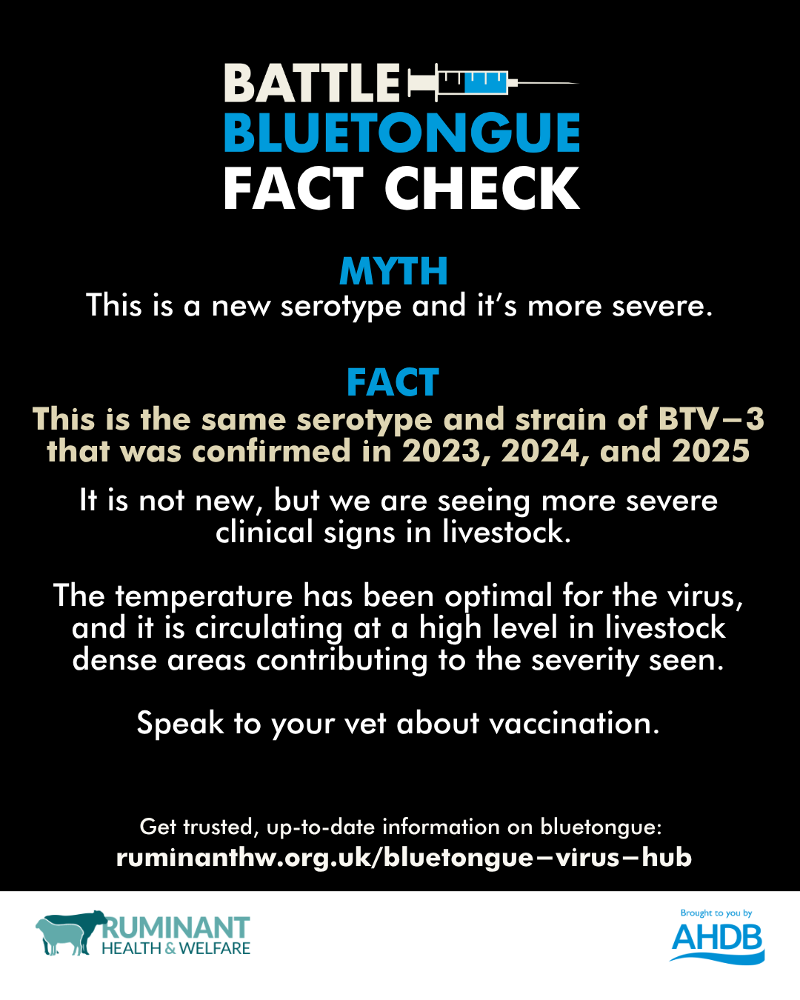 BATTLE
BLUETONGUE
FACT CHECK
MYTH
This is a new serotype and it's more severe.
FACT
This is the same serotype and strain of BTV–3
that was confirmed in 2023, 2024, and 2025
It is not new, but we are seeing more severe
clinical signs in livestock.
The temperature has been optimal for the virus,
and it is circulating at a high level in livestock
dense areas contributing to the severity seen.
Speak to your vet about vaccination.
Get trusted, up-to-date information on bluetongue:
ruminanthw.org.uk/bluetongue–virus–hub
RUMINANT
HEALTH & WELFARE
Brought to you by
AHDB